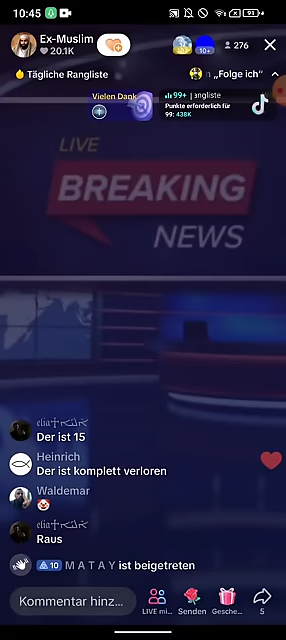 10:45
91
Ex-Muslim
20.1K
10+
276
Tägliche Rangliste
n „Folge ich“
Vielen Dank
99+
angliste
Punkte erforderlich für
99: 438K
LIVE
BREAKING
NEWS
Der ist 15
Heinrich
Der ist komplett verloren
Waldemar
Raus
10 M A T A Y ist beigetreten
Kommentar hinz...
LIVE mi...
Senden
Gesche...
5